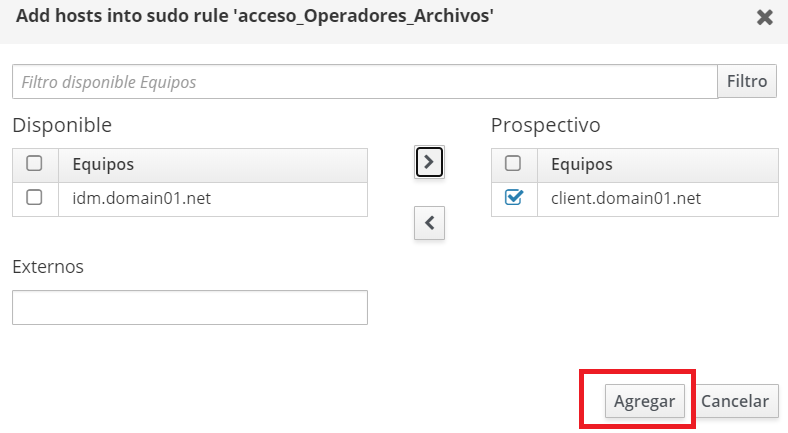 Add hosts into sudo rule 'acceso_Operadores_Archivos'
Filtro disponible Equipos
Filtro
Disponible
Prospectivo
Equipos
Equipos
idm.domain01.net
client.domain01.net
Externos
Agregar
Cancelar